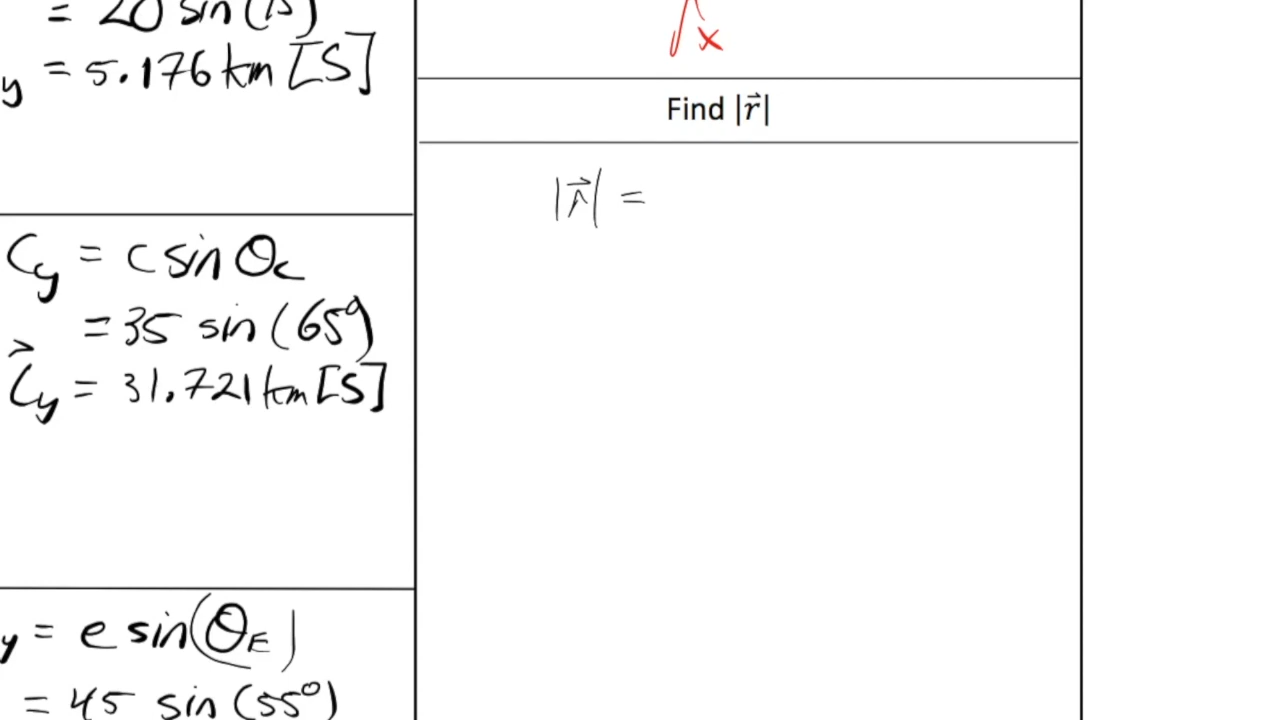 = 20 sin(15)
y = 5.176 km [S]
Cy = C sin θc
= 35 sin(65°)
C⃗y = 31.721 km [S]
y = e sin(θE)
= 45 sin(55°)
x
Find |r⃗|
|r⃗| =